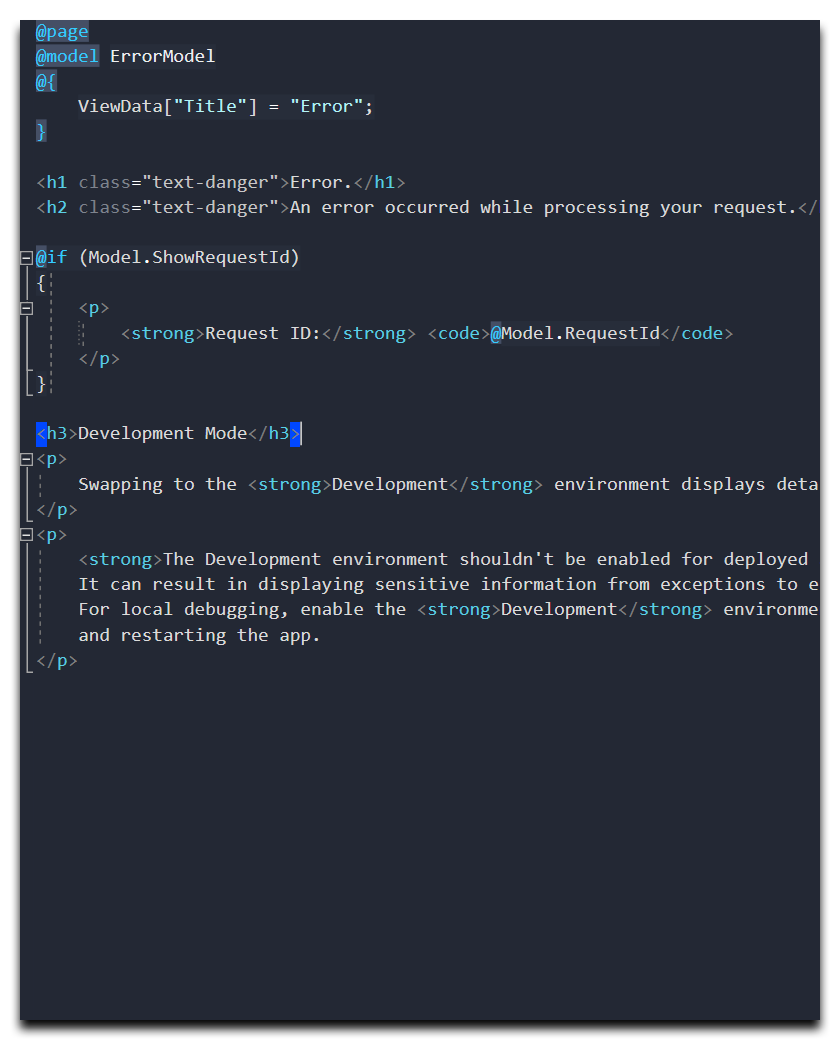 @page
@model ErrorModel
@{
    ViewData["Title"] = "Error";
}

<h1 class="text-danger">Error.</h1>
<h2 class="text-danger">An error occurred while processing your request.</

@if (Model.ShowRequestId)
{
    <p>
        <strong>Request ID:</strong> <code>@Model.RequestId</code>
    </p>
}

<h3>Development Mode</h3>
<p>
    Swapping to the <strong>Development</strong> environment displays deta
</p>
<p>
    <strong>The Development environment shouldn't be enabled for deployed
    It can result in displaying sensitive information from exceptions to e
    For local debugging, enable the <strong>Development</strong> environme
    and restarting the app.
</p>